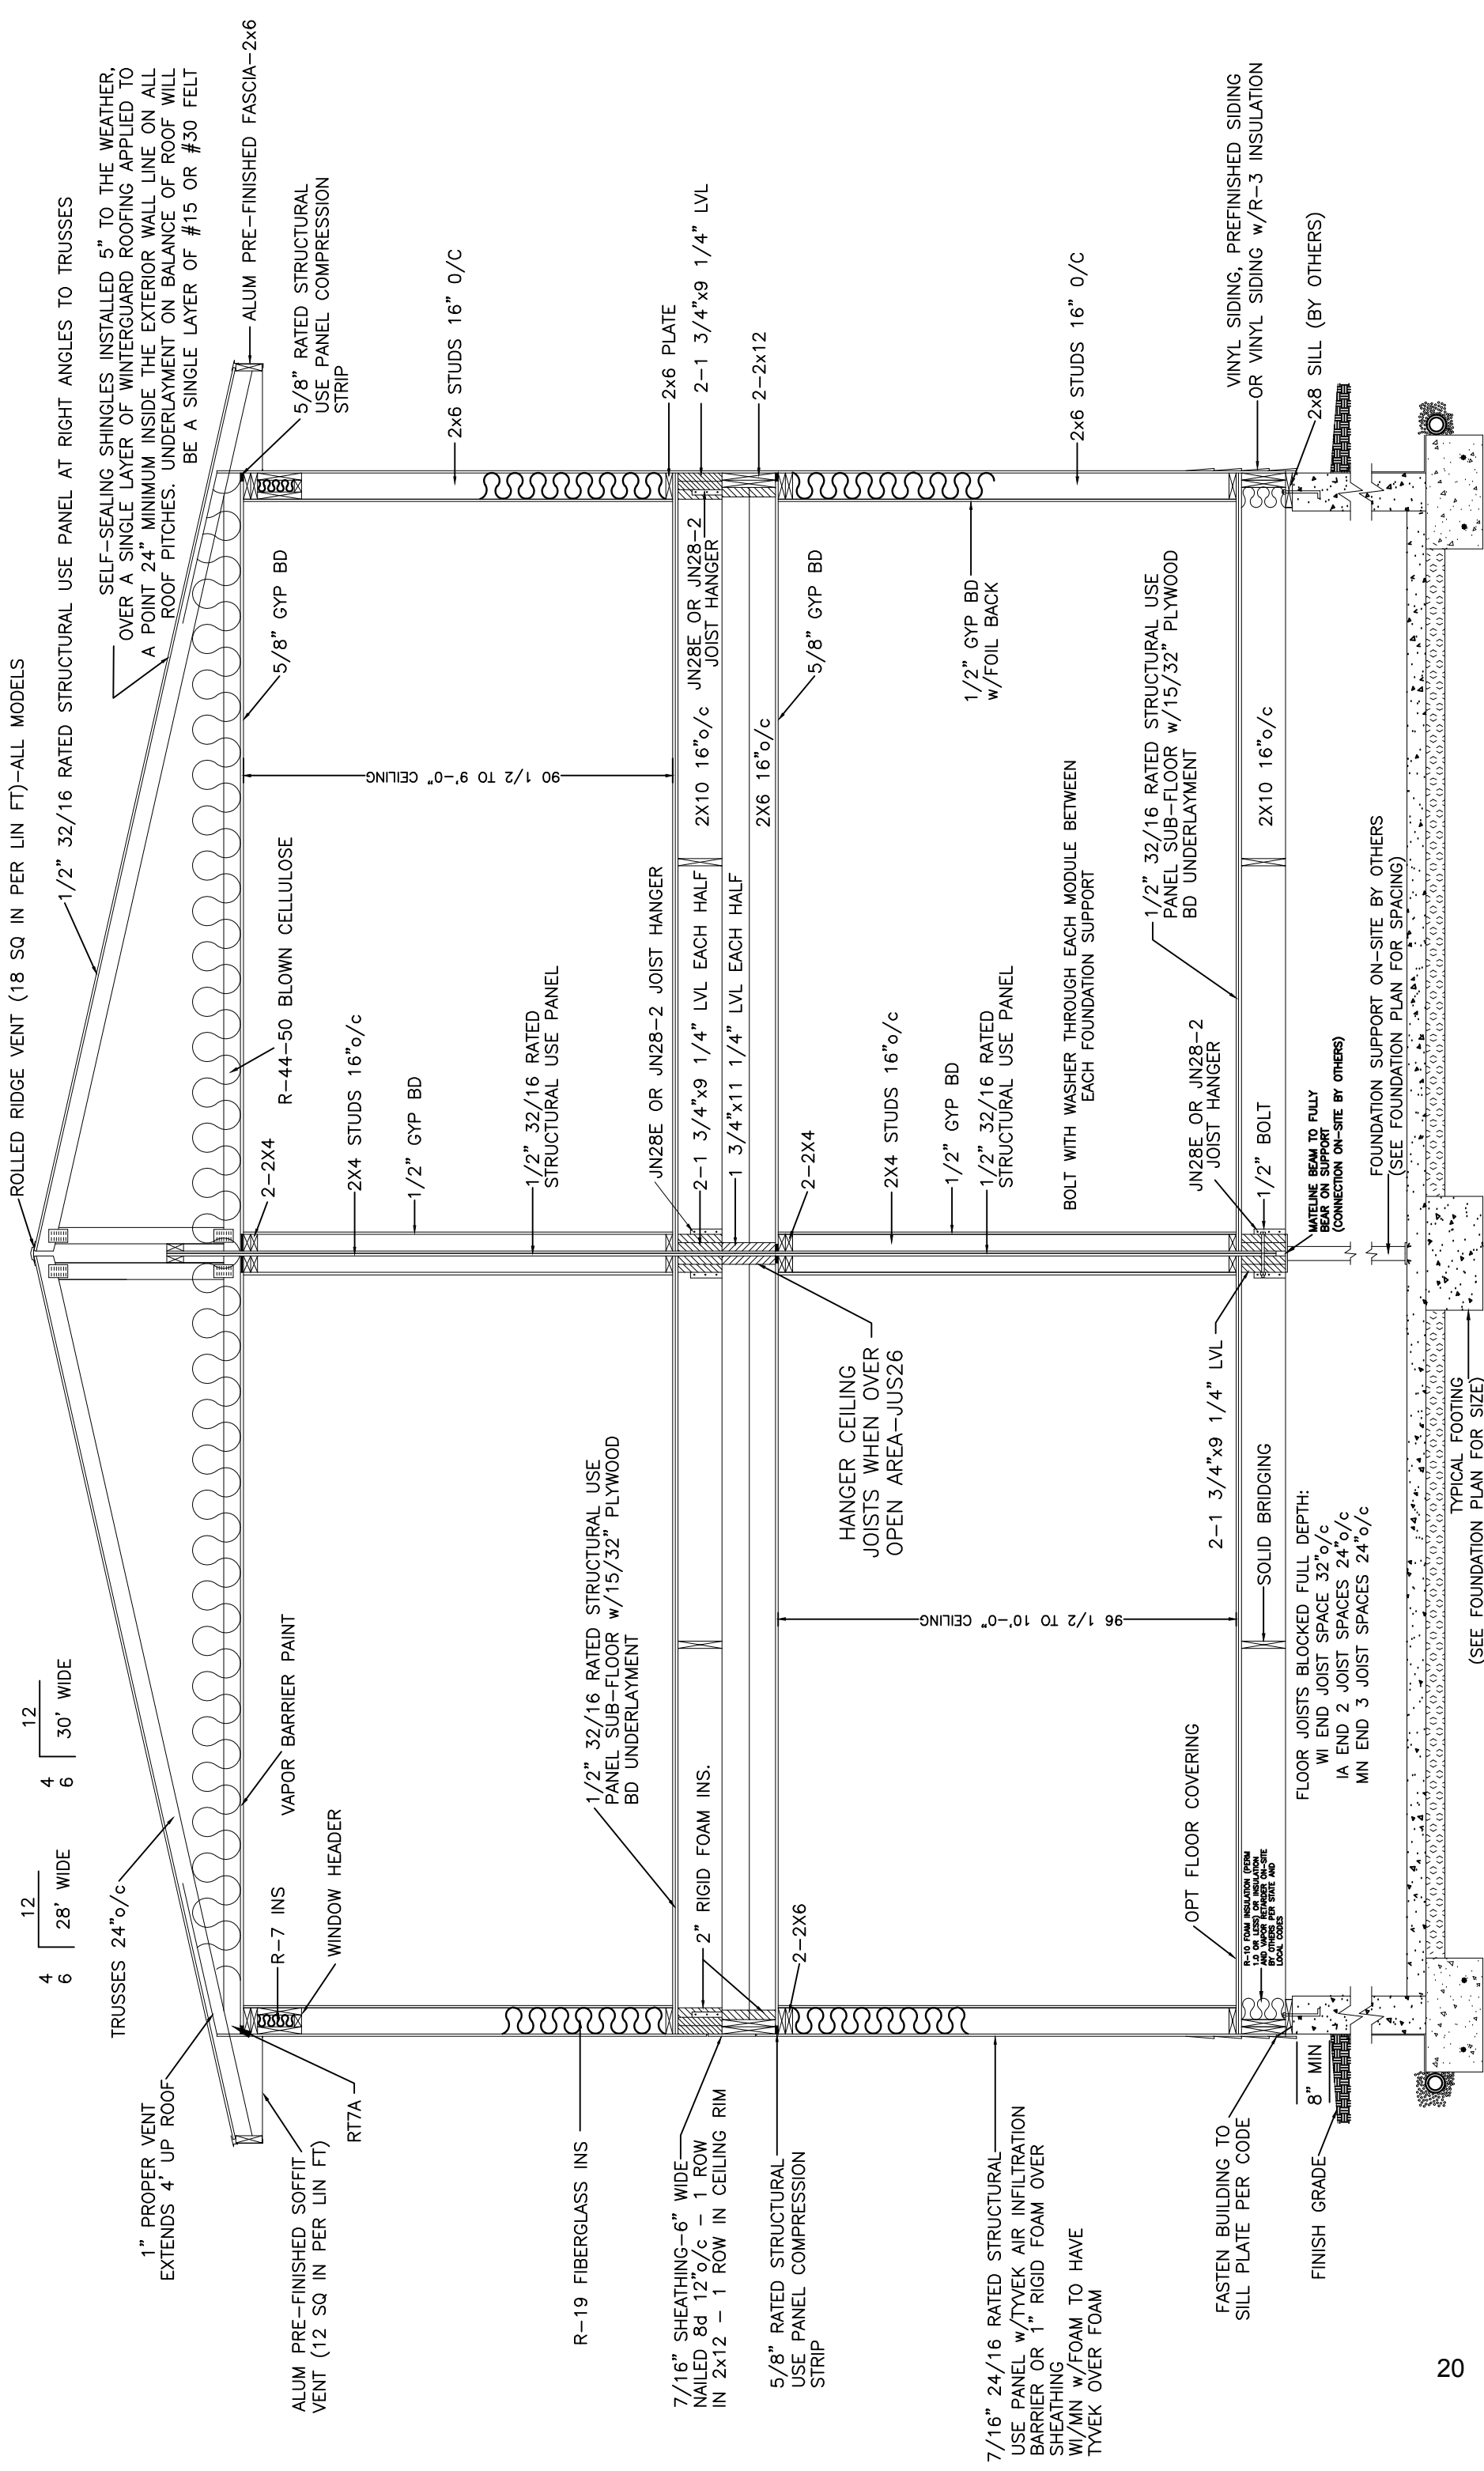 ROLLED RIDGE VENT (18 SQ IN PER LIN FT)–ALL MODELS
1/2" 32/16 RATED STRUCTURAL USE PANEL AT RIGHT ANGLES TO TRUSSES
SELF–SEALING SHINGLES INSTALLED 5" TO THE WEATHER,
OVER A SINGLE LAYER OF WINTERGUARD ROOFING APPLIED TO
A POINT 24" MINIMUM INSIDE THE EXTERIOR WALL LINE ON ALL
ROOF PITCHES. UNDERLAYMENT ON BALANCE OF ROOF WILL
BE A SINGLE LAYER OF #15 OR #30 FELT
ALUM PRE–FINISHED FASCIA–2x6
12
4
6
28' WIDE
12
4
6
30' WIDE
TRUSSES 24"o/c
1" PROPER VENT
EXTENDS 4' UP ROOF
ALUM PRE–FINISHED SOFFIT
VENT (12 SQ IN PER LIN FT)
RT7A
R–7 INS
WINDOW HEADER
VAPOR BARRIER PAINT
R–44–50 BLOWN CELLULOSE
5/8" GYP BD
5/8" RATED STRUCTURAL
USE PANEL COMPRESSION
STRIP
2–2X4
2X4 STUDS 16"o/c
1/2" GYP BD
1/2" 32/16 RATED
STRUCTURAL USE PANEL
90 1/2 TO 9'–0" CEILING
2x6 STUDS 16" O/C
R–19 FIBERGLASS INS
1/2" 32/16 RATED STRUCTURAL USE
PANEL SUB–FLOOR w/15/32" PLYWOOD
BD UNDERLAYMENT
JN28E OR JN28–2 JOIST HANGER
2–1 3/4"x9 1/4" LVL EACH HALF
1 3/4"x11 1/4" LVL EACH HALF
2X10 16"o/c
2X6 16"o/c
JN28E OR JN28–2
JOIST HANGER
2x6 PLATE
2–1 3/4"x9 1/4" LVL
2–2x12
7/16" SHEATHING–6" WIDE
NAILED 8d 12"o/c – 1 ROW
IN 2x12 – 1 ROW IN CEILING RIM
2" RIGID FOAM INS.
5/8" RATED STRUCTURAL
USE PANEL COMPRESSION
STRIP
2–2X6
HANGER CEILING
JOISTS WHEN OVER
OPEN AREA–JUS26
2–2X4
5/8" GYP BD
2X4 STUDS 16"o/c
1/2" GYP BD
1/2" 32/16 RATED
STRUCTURAL USE PANEL
1/2" GYP BD
w/FOIL BACK
2x6 STUDS 16" O/C
96 1/2 TO 10'–0" CEILING
7/16" 24/16 RATED STRUCTURAL
USE PANEL w/TYVEK AIR INFILTRATION
BARRIER OR 1" RIGID FOAM OVER
SHEATHING
WI/MN w/FOAM TO HAVE
TYVEK OVER FOAM
BOLT WITH WASHER THROUGH EACH MODULE BETWEEN
EACH FOUNDATION SUPPORT
1/2" 32/16 RATED STRUCTURAL USE
PANEL SUB–FLOOR w/15/32" PLYWOOD
BD UNDERLAYMENT
OPT FLOOR COVERING
2–1 3/4"x9 1/4" LVL
JN28E OR JN28–2
JOIST HANGER
VINYL SIDING, PREFINISHED SIDING
OR VINYL SIDING w/R–3 INSULATION
FASTEN BUILDING TO
SILL PLATE PER CODE
R–10 FOAM INSULATION (PERM
1.0 OR LESS) OR INSULATION
AND VAPOR RETARDER ON–SITE
BY OTHERS PER STATE AND
LOCAL CODES
SOLID BRIDGING
1/2" BOLT
2X10 16"o/c
2x8 SILL (BY OTHERS)
8" MIN
FINISH GRADE
FLOOR JOISTS BLOCKED FULL DEPTH:
WI END JOIST SPACE 32"o/c
IA END 2 JOIST SPACES 24"o/c
MN END 3 JOIST SPACES 24"o/c
MATELINE BEAM TO FULLY
BEAR ON SUPPORT
(CONNECTION ON–SITE BY OTHERS)
FOUNDATION SUPPORT ON–SITE BY OTHERS
(SEE FOUNDATION PLAN FOR SPACING)
TYPICAL FOOTING
(SEE FOUNDATION PLAN FOR SIZE)
20